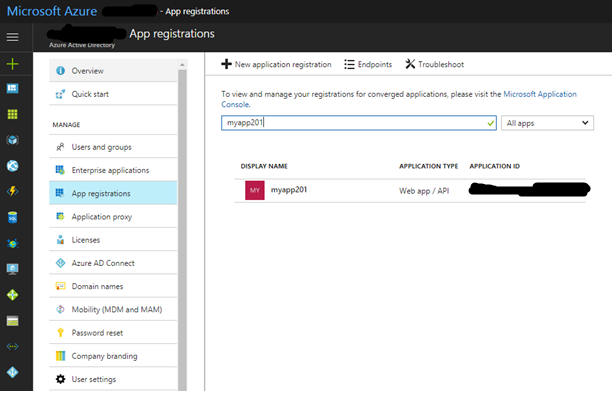 Microsoft Azure - App registrations
App registrations
Azure Active Directory
Overview
Quick start
MANAGE
Users and groups
Enterprise applications
App registrations
Application proxy
Licenses
Azure AD Connect
Domain names
Mobility (MDM and MAM)
Password reset
Company branding
User settings
New application registration Endpoints Troubleshoot
To view and manage your registrations for converged applications, please visit the Microsoft Application
Console.
myapp201 All apps
DISPLAY NAME APPLICATION TYPE APPLICATION ID
MY myapp201 Web app / API